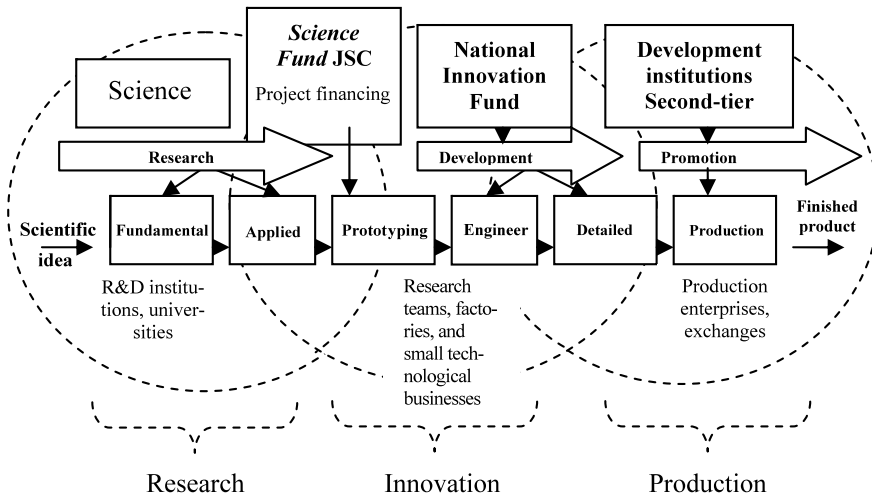 Science
Science
Fund JSC
Project financing
National
Innovation
Fund
Development
institutions
Second-tier
Research
Development
Promotion
Scientific
idea
Fundamental
Applied
Prototyping
Engineer
Detailed
Production
Finished
product
R&D institu-
tions, univer-
sities
Research
teams, facto-
ries, and
small tech-
nological
businesses
Production
enterprises,
exchanges
Research
Innovation
Production